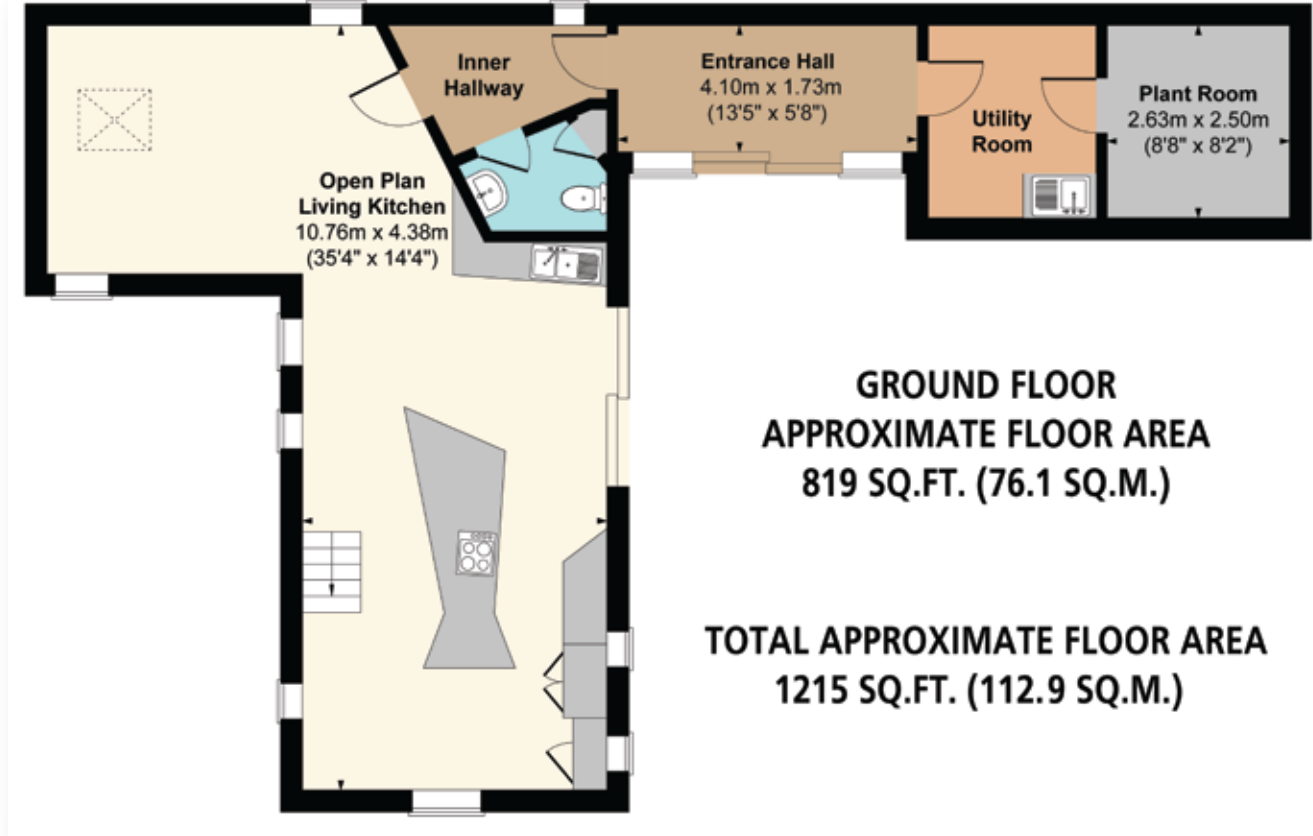 Inner
Hallway
Entrance Hall
4.10m x 1.73m
(13'5" x 5'8")
Utility
Room
Plant Room
2.63m x 2.50m
(8'8" x 8'2")
Open Plan
Living Kitchen
10.76m x 4.38m
(35'4" x 14'4")
GROUND FLOOR
APPROXIMATE FLOOR AREA
819 SQ.FT. (76.1 SQ.M.)
TOTAL APPROXIMATE FLOOR AREA
1215 SQ.FT. (112.9 SQ.M.)